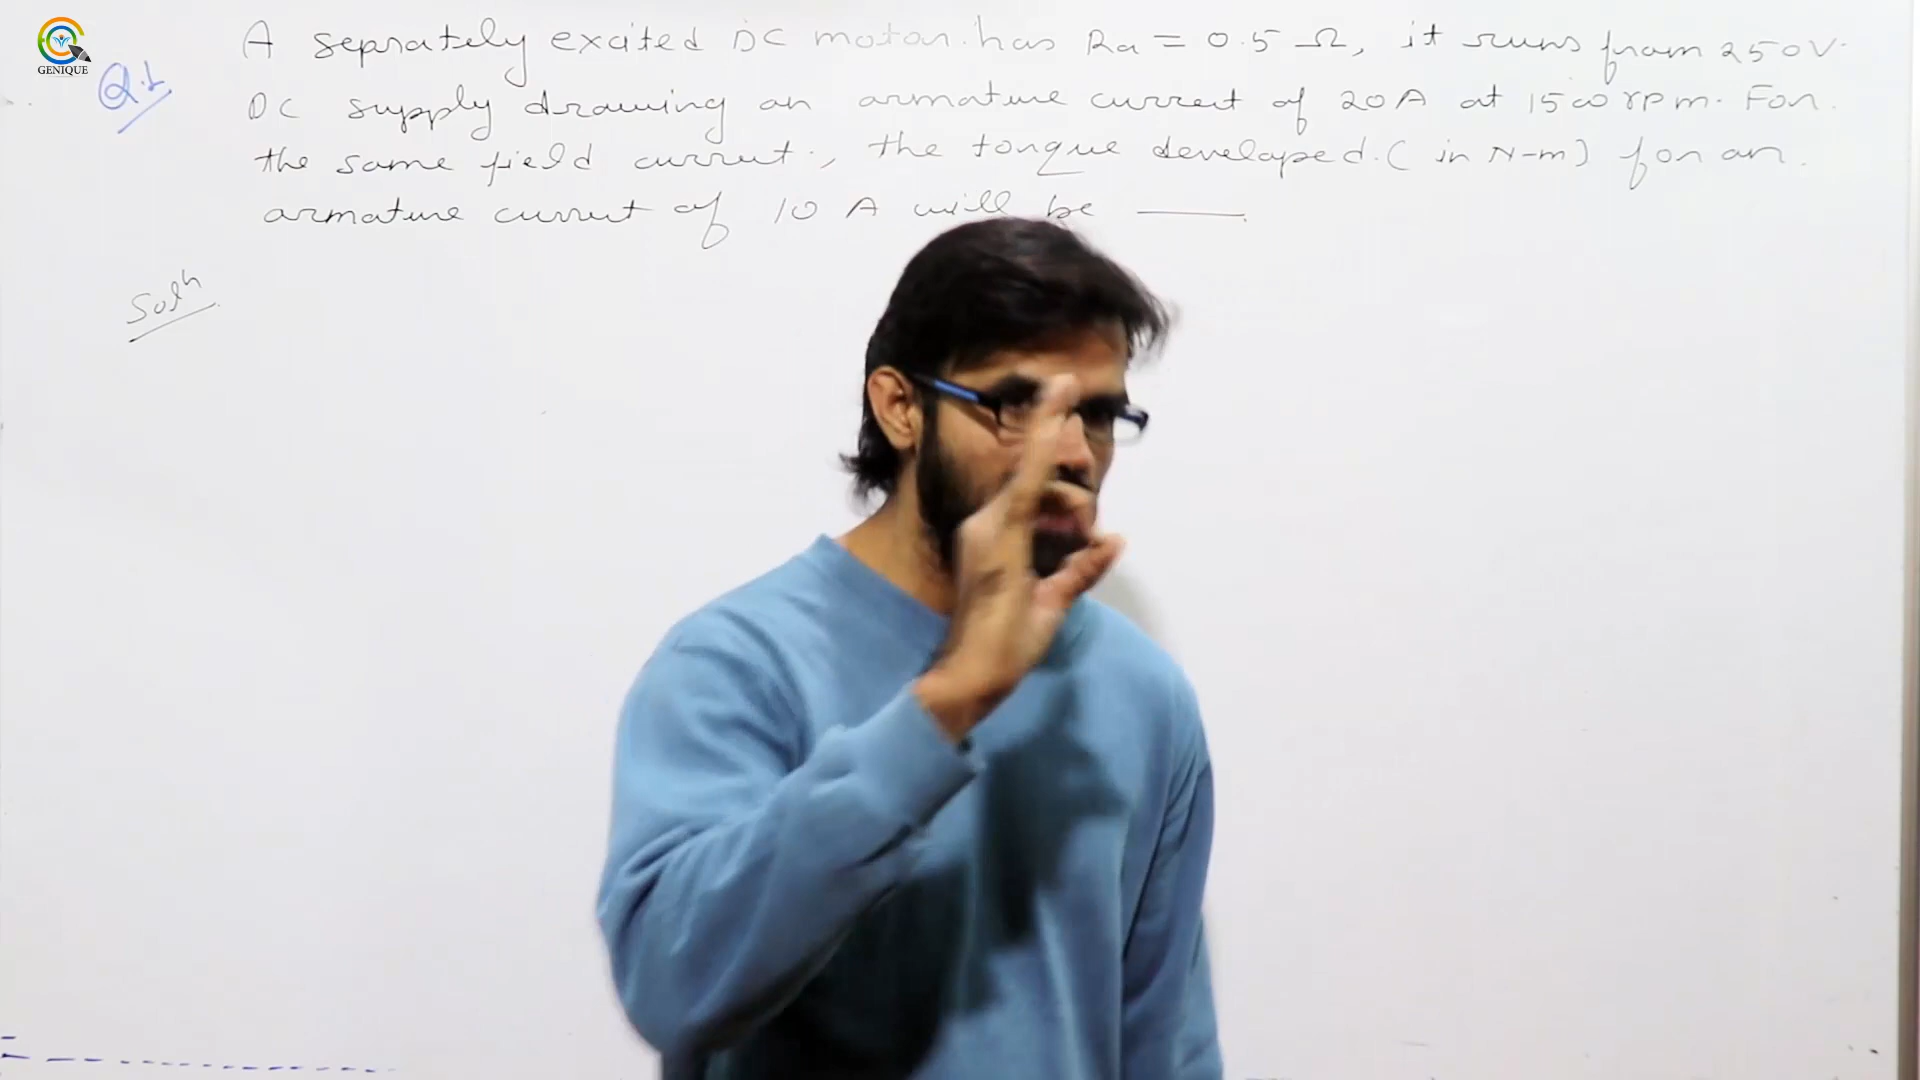 GENIQUE
Q.1
A seprately excited DC motor has Ra = 0.5 Ω, it runs from 250V
DC supply drawing an armature current of 20A at 1500 rpm. For
the same field current, the torque developed (in N-m) for an
armature current of 10 A will be ____.
Solⁿ